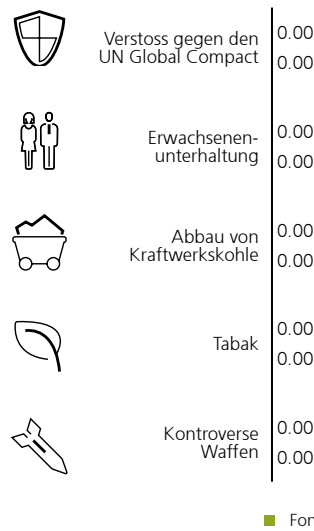 Verstoss gegen den
UN Global Compact
0.00
0.00
Erwachsenen-
unterhaltung
0.00
0.00
Abbau von
Kraftwerkskohle
0.00
0.00
Tabak
0.00
0.00
Kontroverse
Waffen
0.00
0.00